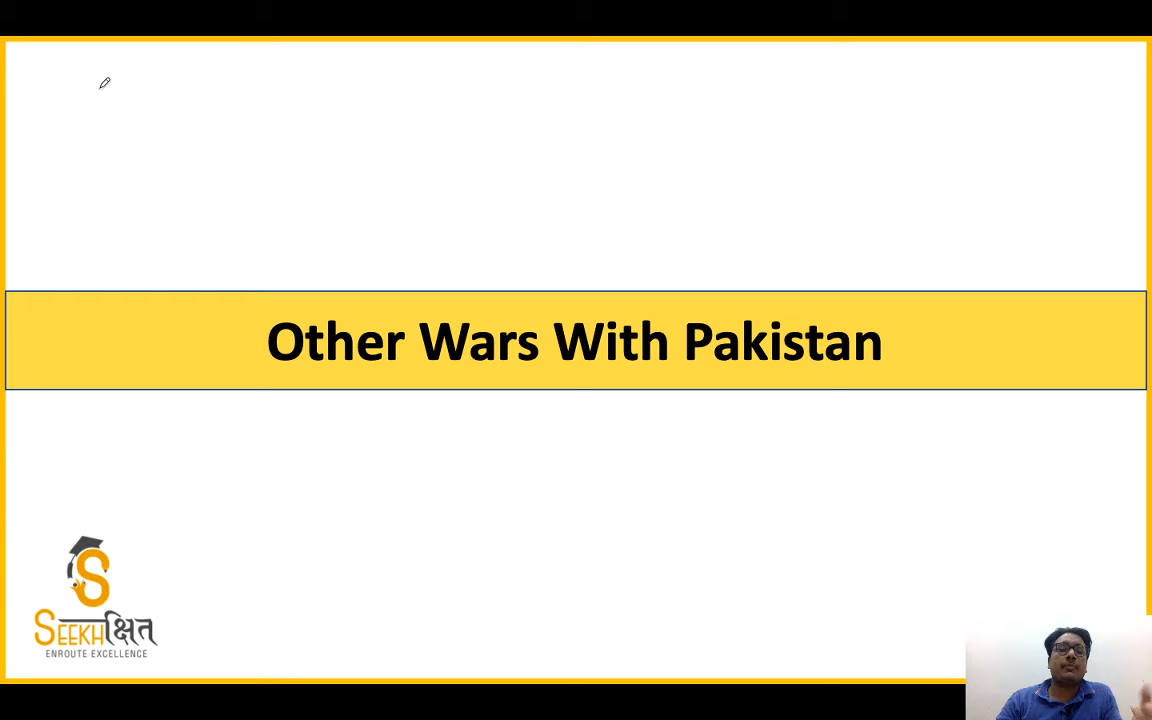 Other Wars With Pakistan
S
SEEKHक्षित
ENROUTE EXCELLENCE